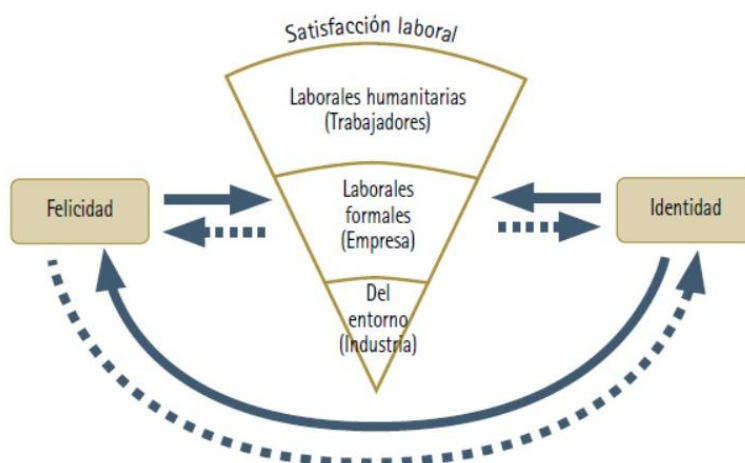 Satisfacción laboral
Laborales humanitarias
(Trabajadores)
Felicidad
Laborales
formales
(Empresa)
Identidad
Del
entorno
(Industria)